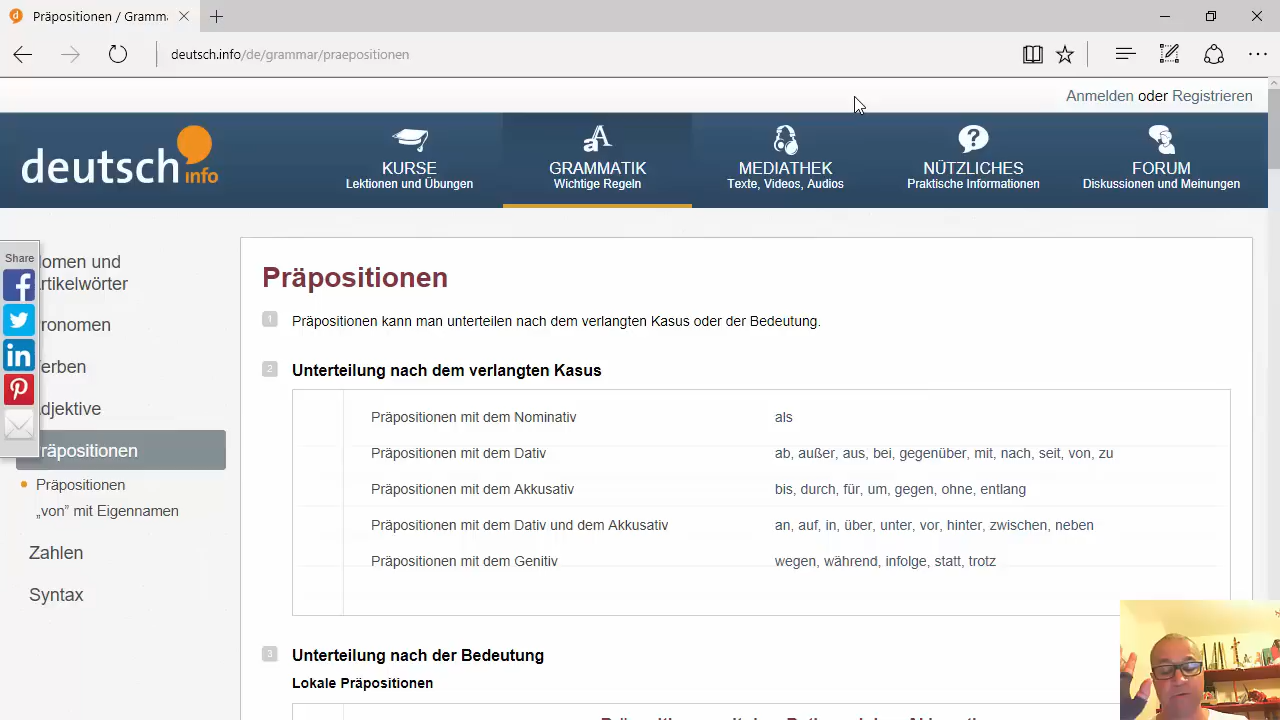 Präpositionen / Gramm
deutsch.info/de/grammar/praepositionen
Anmelden oder Registrieren
deutsch info
KURSE
Lektionen und Übungen
GRAMMATIK
Wichtige Regeln
MEDIATHEK
Texte, Videos, Audios
NÜTZLICHES
Praktische Informationen
FORUM
Diskussionen und Meinungen
Share
omen und
rtikelwörter
ronomen
erben
djektive
räpositionen
Präpositionen
„von” mit Eigennamen
Zahlen
Syntax
Präpositionen
1 Präpositionen kann man unterteilen nach dem verlangten Kasus oder der Bedeutung.
2 Unterteilung nach dem verlangten Kasus
Präpositionen mit dem Nominativ als
Präpositionen mit dem Dativ ab, außer, aus, bei, gegenüber, mit, nach, seit, von, zu
Präpositionen mit dem Akkusativ bis, durch, für, um, gegen, ohne, entlang
Präpositionen mit dem Dativ und dem Akkusativ an, auf, in, über, unter, vor, hinter, zwischen, neben
Präpositionen mit dem Genitiv wegen, während, infolge, statt, trotz
3 Unterteilung nach der Bedeutung
Lokale Präpositionen